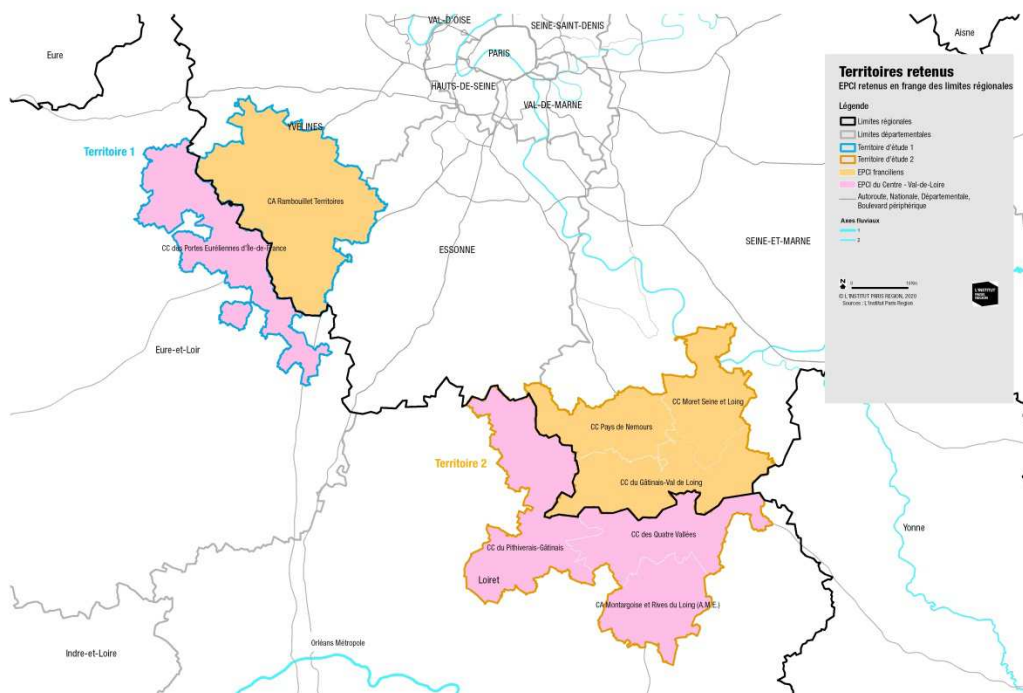 VAL-D'OISE
SEINE-SAINT-DENIS
Aisne
Eure
PARIS
HAUTS-DE-SEINE
VAL-DE-MARNE
YVELINES
Territoire 1
CA Rambouillet Territoires
CC des Portes Euréliennes d'Île-de-France
ESSONNE
SEINE-ET-MARNE
Eure-et-Loir
CC Moret Seine et Loing
CC Pays de Nemours
Territoire 2
CC du Gâtinais-Val de Loing
CC des Quatre Vallées
CC du Pithiverais-Gâtinais
Loiret
Yonne
CA Montargoise et Rives du Loing (A.M.E.)
Orléans Métropole
Indre-et-Loire
Territoires retenus
EPCI retenus en frange des limites régionales
Légende
Limites régionales
Limites départementales
Territoire d'étude 1
Territoire d'étude 2
EPCI franciliens
EPCI du Centre - Val-de-Loire
Autoroute, Nationale, Départementale,
Boulevard périphérique
Axes fluviaux
1
2
N
0
© L'INSTITUT PARIS REGION, 2020
Sources : L'Institut Paris Region
L'INSTITUT
PARIS
REGION